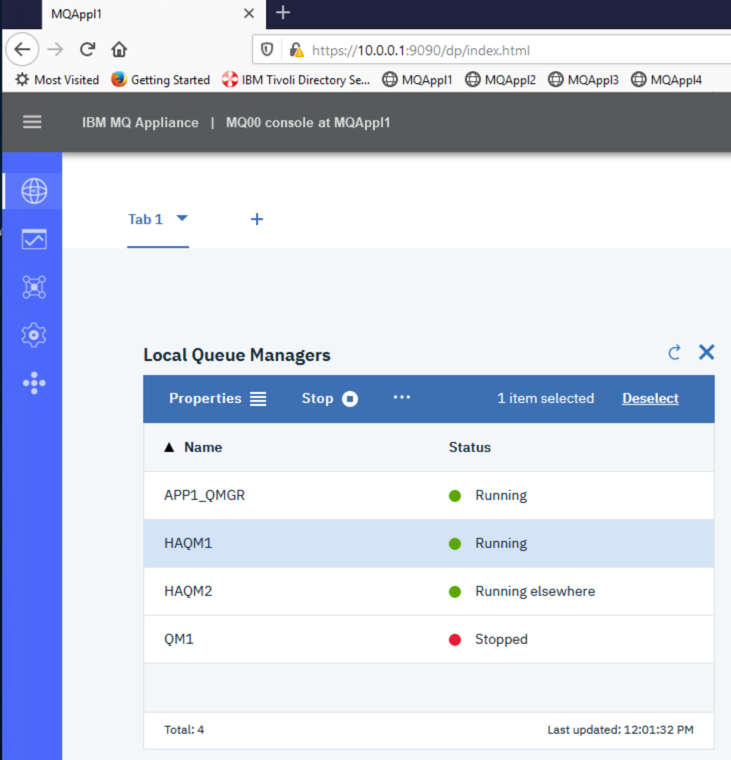 MQAppl1
https://10.0.0.1:9090/dp/index.html
Most Visited Getting Started IBM Tivoli Directory Se... MQAppl1 MQAppl2 MQAppl3 MQAppl4
IBM MQ Appliance | MQ00 console at MQAppl1
Tab 1
Local Queue Managers
Properties Stop ... 1 item selected Deselect
Name Status
APP1_QMGR Running
HAQM1 Running
HAQM2 Running elsewhere
QM1 Stopped
Total: 4 Last updated: 12:01:32 PM